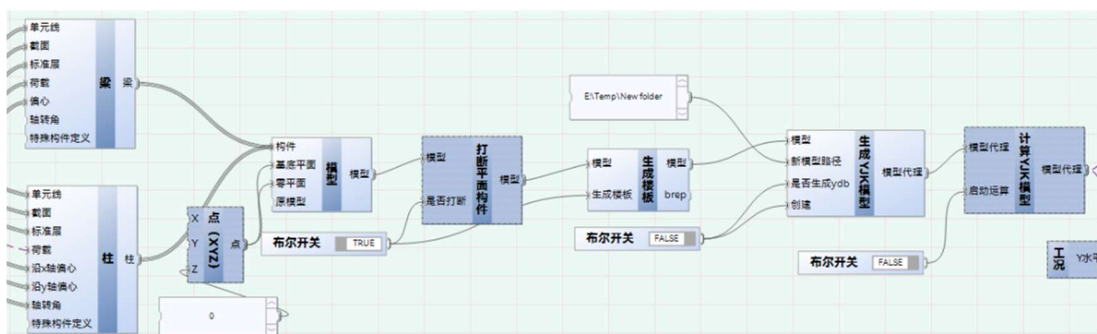 单元线
截面
标准层
荷载
偏心
轴转角
特殊构件定义
梁
梁
单元线
截面
标准层
荷载
沿x轴偏心
沿y轴偏心
轴转角
特殊构件定义
柱
柱
X
Y
Z
点（XYZ）
点
0
构件
基底平面
零平面
原模型
模型
模型
布尔开关
TRUE
模型
是否打断
打断平面构件
模型
E:\Temp\New folder
模型
生成楼板
生成楼板
模型
brep
布尔开关
FALSE
模型
新模型路径
是否生成ydb
创建
生成YJK模型
模型代理
布尔开关
FALSE
模型代理
启动运算
计算YJK模型
模型代理
工况
Y水平